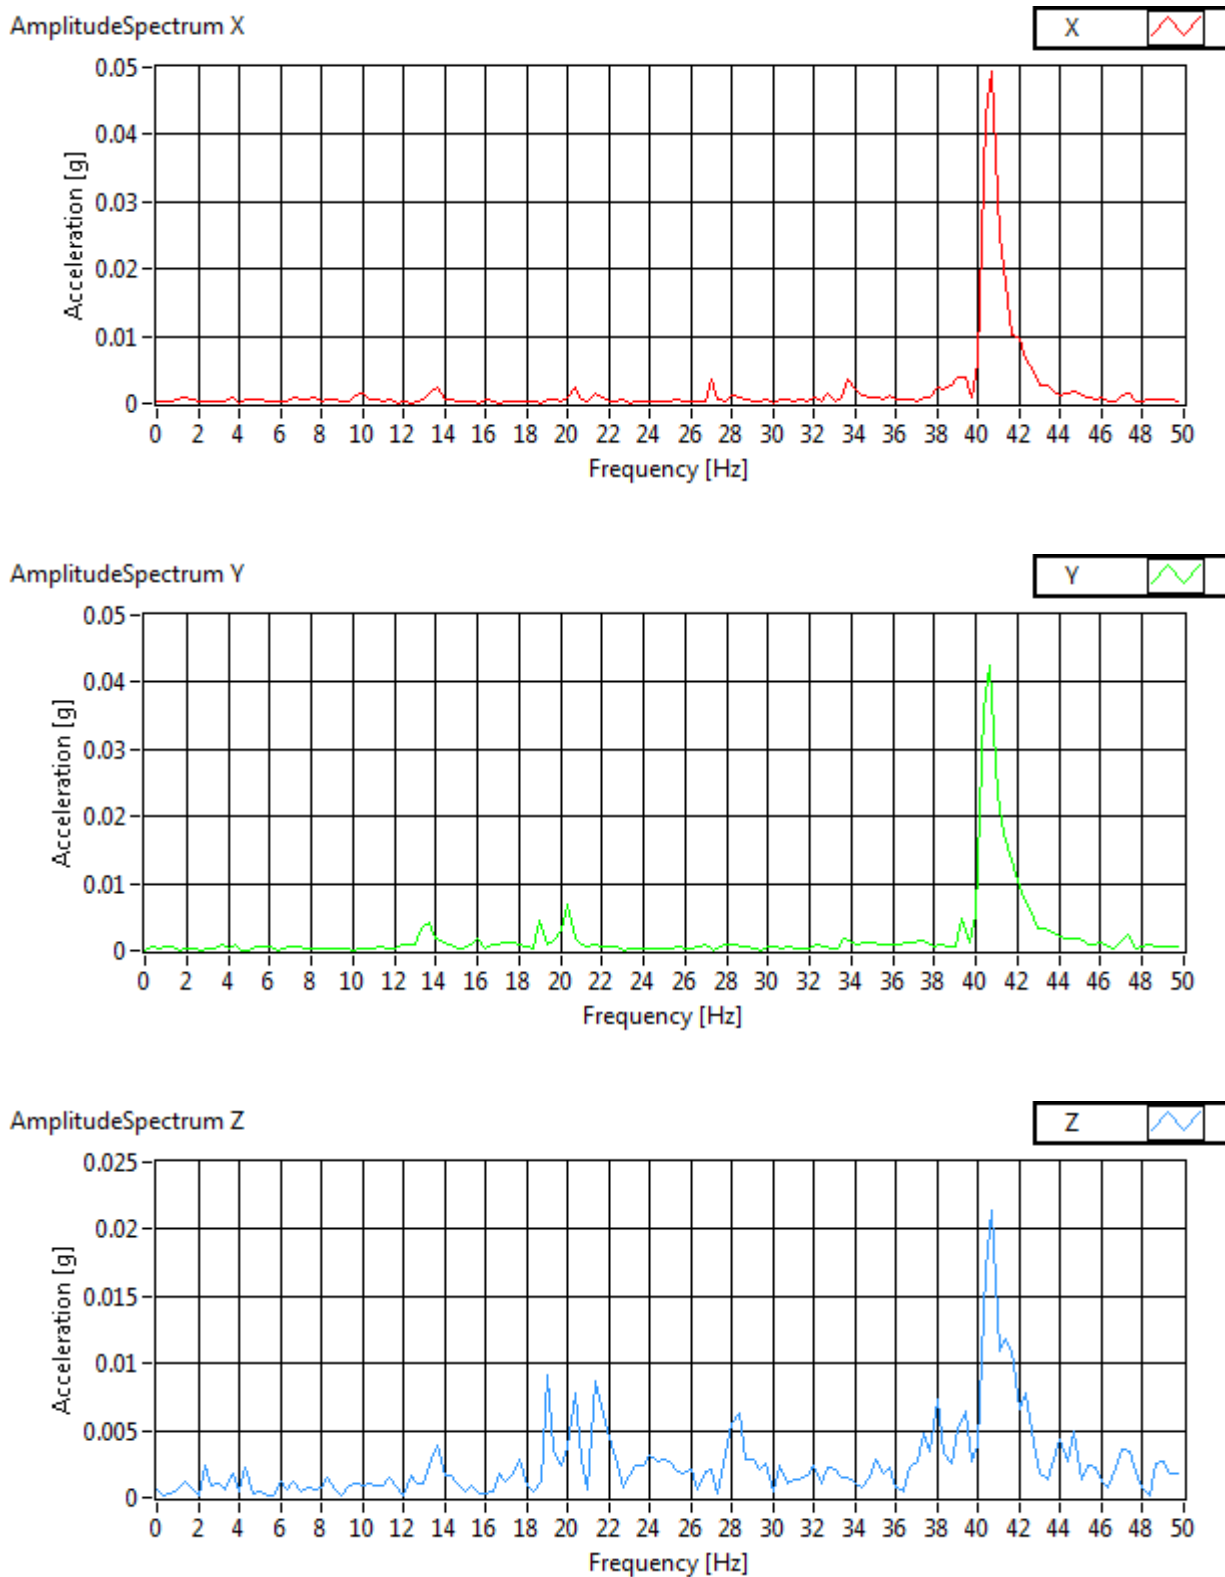 AmplitudeSpectrum X
X
0.05
0.04
0.03
0.02
0.01
0
Acceleration [g]
0 2 4 6 8 10 12 14 16 18 20 22 24 26 28 30 32 34 36 38 40 42 44 46 48 50
Frequency [Hz]
AmplitudeSpectrum Y
Y
0.05
0.04
0.03
0.02
0.01
0
Acceleration [g]
0 2 4 6 8 10 12 14 16 18 20 22 24 26 28 30 32 34 36 38 40 42 44 46 48 50
Frequency [Hz]
AmplitudeSpectrum Z
Z
0.025
0.02
0.015
0.01
0.005
0
Acceleration [g]
0 2 4 6 8 10 12 14 16 18 20 22 24 26 28 30 32 34 36 38 40 42 44 46 48 50
Frequency [Hz]